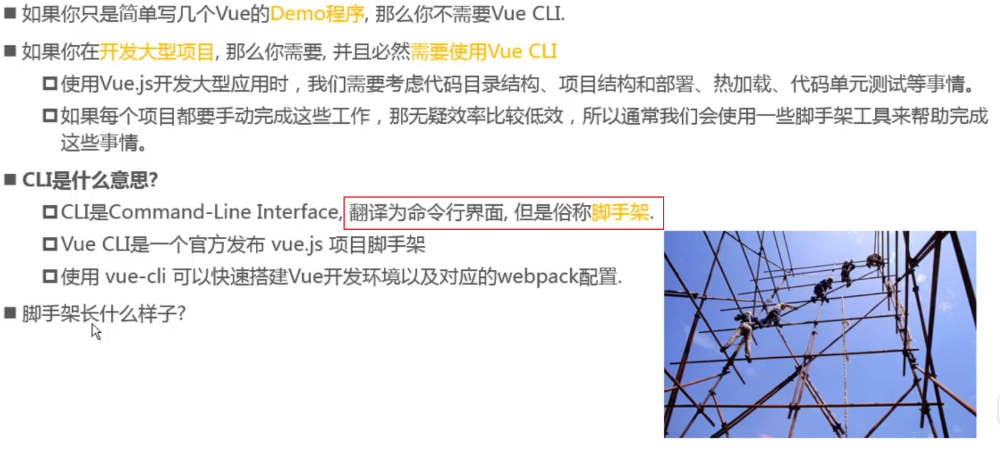 如果你只是简单写几个Vue的Demo程序, 那么你不需要Vue CLI.
如果你在开发大型项目, 那么你需要, 并且必然需要使用Vue CLI
使用Vue.js开发大型应用时，我们需要考虑代码目录结构、项目结构和部署、热加载、代码单元测试等事情。
如果每个项目都要手动完成这些工作，那无疑效率比较低效，所以通常我们会使用一些脚手架工具来帮助完成
这些事情。
CLI是什么意思?
CLI是Command-Line Interface, 翻译为命令行界面, 但是俗称脚手架.
Vue CLI是一个官方发布 vue.js 项目脚手架
使用 vue-cli 可以快速搭建Vue开发环境以及对应的webpack配置.
脚手架长什么样子?